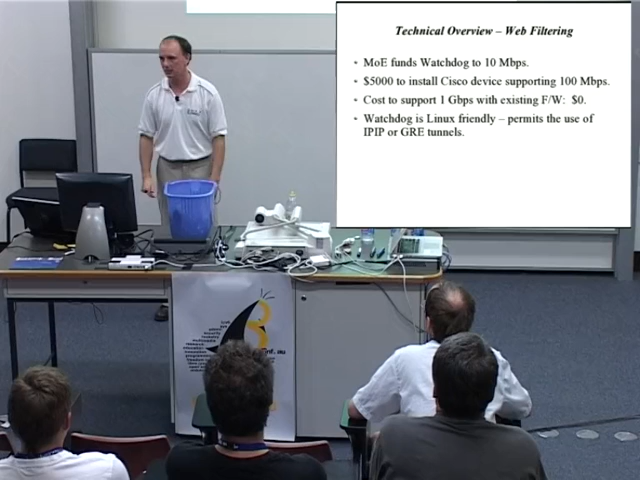 Technical Overview – Web Filtering
• MoE funds Watchdog to 10 Mbps.
• $5000 to install Cisco device supporting 100 Mbps.
• Cost to support 1 Gbps with existing F/W: $0.
• Watchdog is Linux friendly – permits the use of
IPIP or GRE tunnels.